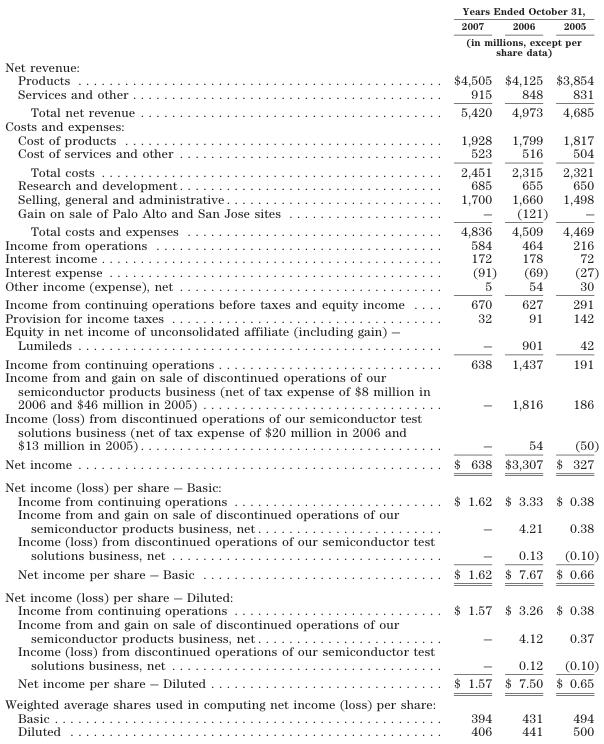 Years Ended October 31,
2007 2006 2005
(in millions, except per
share data)
Net revenue:
Products . . . . . . . . . . $4,505 $4,125 $3,854
Services and other . . . . . . . . . . 915 848 831
Total net revenue . . . . . . . . . . 5,420 4,973 4,685
Costs and expenses:
Cost of products . . . . . . . . . . 1,928 1,799 1,817
Cost of services and other . . . . . . . . . . 523 516 504
Total costs . . . . . . . . . . 2,451 2,315 2,321
Research and development . . . . . . . . . . 685 655 650
Selling, general and administrative . . . . . . . . . . 1,700 1,660 1,498
Gain on sale of Palo Alto and San Jose sites . . . . . . . . . . — (121) —
Total costs and expenses . . . . . . . . . . 4,836 4,509 4,469
Income from operations . . . . . . . . . . 584 464 216
Interest income . . . . . . . . . . 172 178 72
Interest expense . . . . . . . . . . (91) (69) (27)
Other income (expense), net . . . . . . . . . . 5 54 30
Income from continuing operations before taxes and equity income . . . . 670 627 291
Provision for income taxes . . . . . . . . . . 32 91 142
Equity in net income of unconsolidated affiliate (including gain) —
Lumileds . . . . . . . . . . — 901 42
Income from continuing operations . . . . . . . . . . 638 1,437 191
Income from and gain on sale of discontinued operations of our
semiconductor products business (net of tax expense of $8 million in
2006 and $46 million in 2005) . . . . . . . . . . — 1,816 186
Income (loss) from discontinued operations of our semiconductor test
solutions business (net of tax expense of $20 million in 2006 and
$13 million in 2005) . . . . . . . . . . — 54 (50)
Net income . . . . . . . . . . $ 638 $3,307 $ 327
Net income (loss) per share — Basic:
Income from continuing operations . . . . . . . . . . $ 1.62 $ 3.33 $ 0.38
Income from and gain on sale of discontinued operations of our
semiconductor products business, net . . . . . . . . . . — 4.21 0.38
Income (loss) from discontinued operations of our semiconductor test
solutions business, net . . . . . . . . . . — 0.13 (0.10)
Net income per share — Basic . . . . . . . . . . $ 1.62 $ 7.67 $ 0.66
Net income (loss) per share — Diluted:
Income from continuing operations . . . . . . . . . . $ 1.57 $ 3.26 $ 0.38
Income from and gain on sale of discontinued operations of our
semiconductor products business, net . . . . . . . . . . — 4.12 0.37
Income (loss) from discontinued operations of our semiconductor test
solutions business, net . . . . . . . . . . — 0.12 (0.10)
Net income per share — Diluted . . . . . . . . . . $ 1.57 $ 7.50 $ 0.65
Weighted average shares used in computing net income (loss) per share:
Basic . . . . . . . . . . 394 431 494
Diluted . . . . . . . . . . 406 441 500